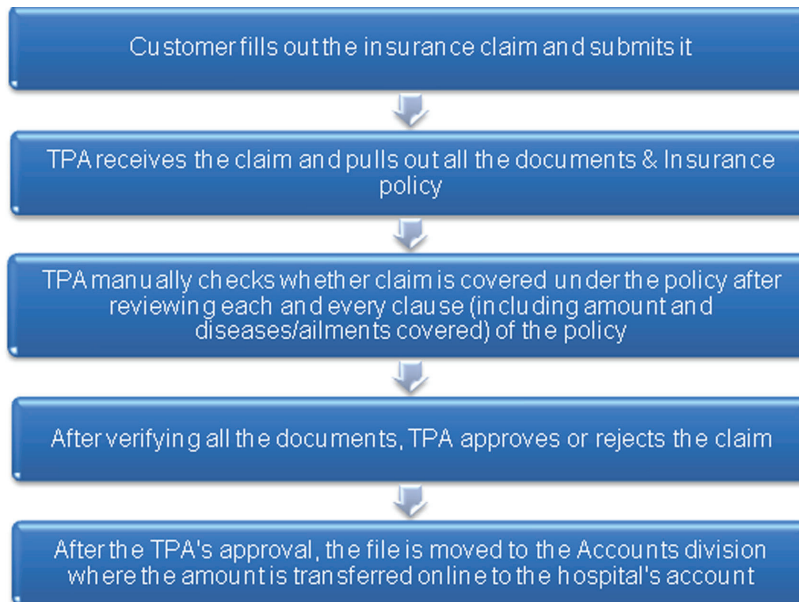 Customer fills out the insurance claim and submits it
TPA receives the claim and pulls out all the documents & Insurance
policy
TPA manually checks whether claim is covered under the policy after
reviewing each and every clause (including amount and
diseases/ailments covered) of the policy
After verifying all the documents, TPA approves or rejects the claim
After the TPA's approval, the file is moved to the Accounts division
where the amount is transferred online to the hospital's account